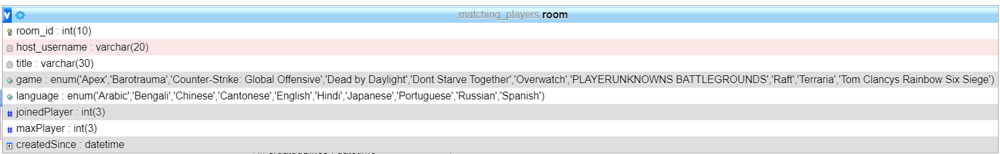 v matching_players room
room_id : int(10)
host_username : varchar(20)
title : varchar(30)
game : enum('Apex','Barotrauma','Counter-Strike: Global Offensive','Dead by Daylight','Dont Starve Together','Overwatch','PLAYERUNKNOWNS BATTLEGROUNDS','Raft','Terraria','Tom Clancys Rainbow Six Siege')
language : enum('Arabic','Bengali','Chinese','Cantonese','English','Hindi','Japanese','Portuguese','Russian','Spanish')
# joinedPlayer : int(3)
# maxPlayer : int(3)
createdSince : datetime